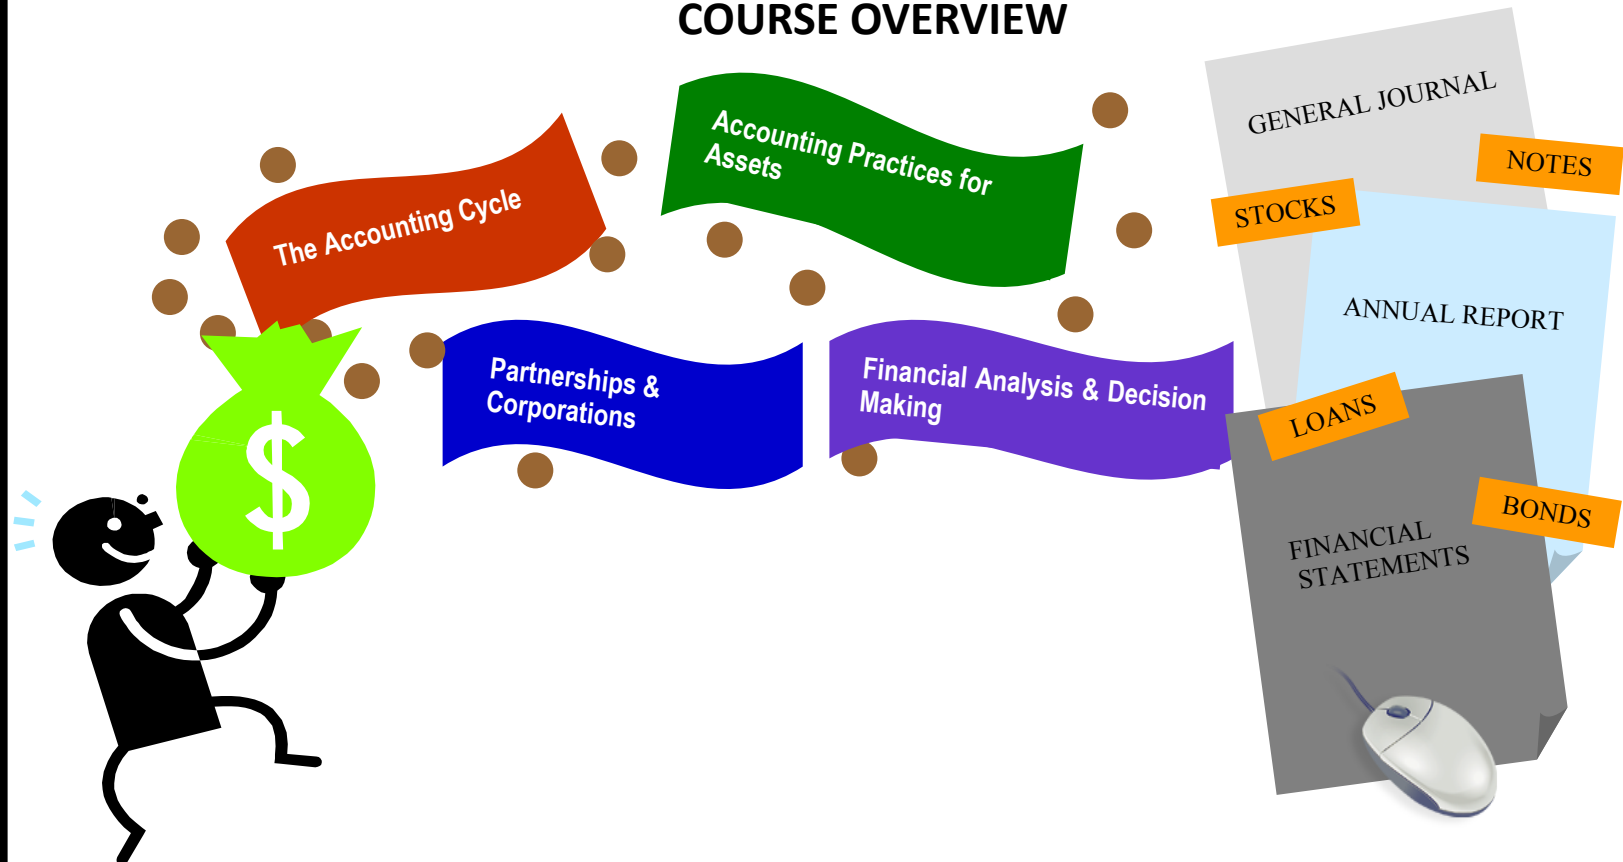 COURSE OVERVIEW
The Accounting Cycle
Accounting Practices for
Assets
Partnerships &
Corporations
Financial Analysis & Decision
Making
GENERAL JOURNAL
NOTES
STOCKS
ANNUAL REPORT
LOANS
BONDS
FINANCIAL
STATEMENTS
$